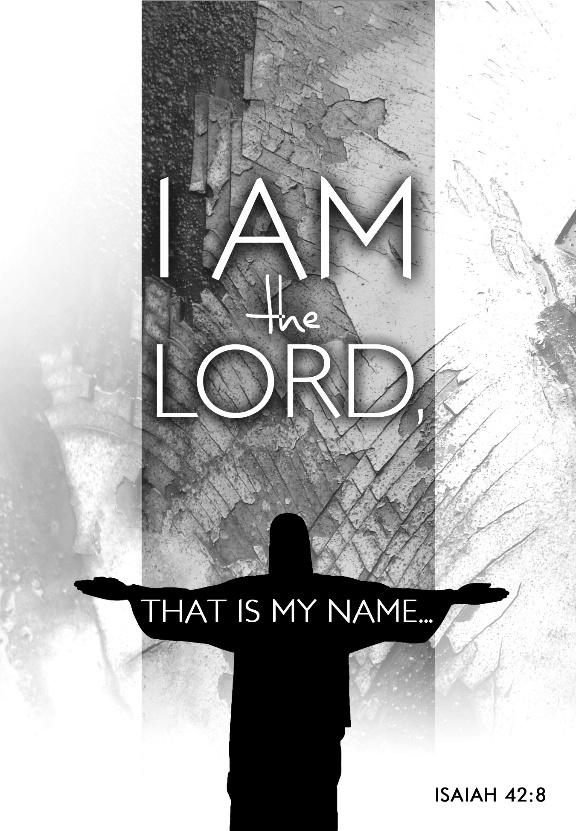 I AM
the
LORD,
THAT IS MY NAME...
ISAIAH 42:8